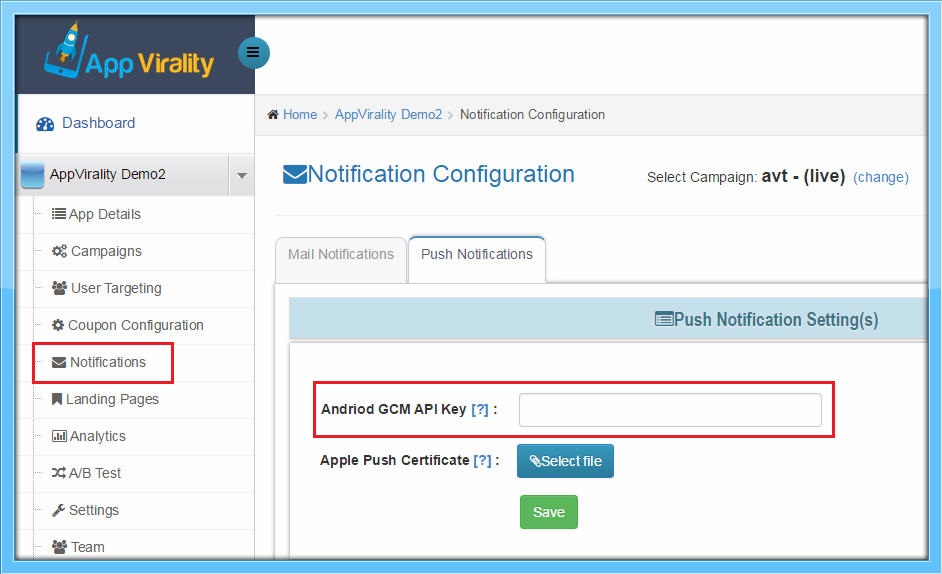 App Virality
Dashboard
AppVirality Demo2
App Details
Campaigns
User Targeting
Coupon Configuration
Notifications
Landing Pages
Analytics
A/B Test
Settings
Team
Home > AppVirality Demo2 > Notification Configuration
Notification Configuration
Select Campaign: avt - (live) (change)
Mail Notifications
Push Notifications
Push Notification Setting(s)
Andriod GCM API Key [?] :
Apple Push Certificate [?] :
Select file
Save